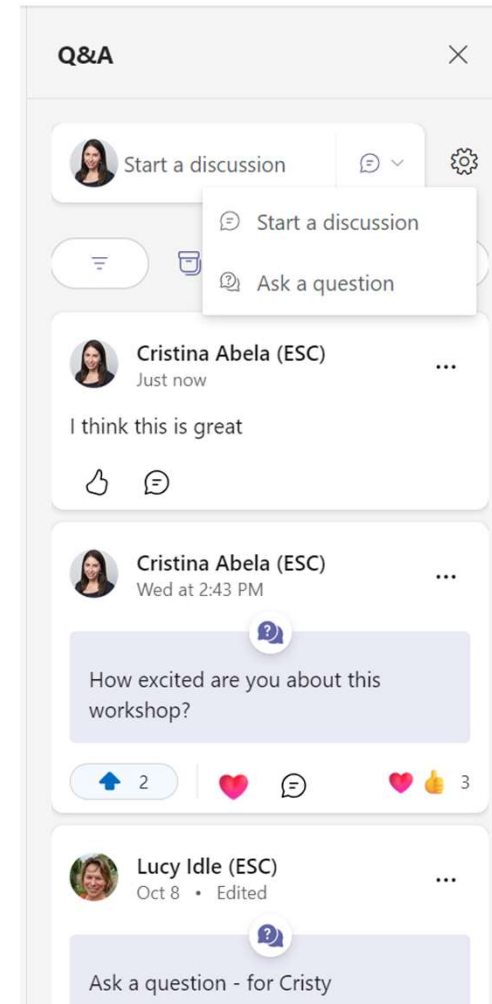 Q&A
Start a discussion
Start a discussion
Ask a question
Cristina Abela (ESC)
Just now
I think this is great
Cristina Abela (ESC)
Wed at 2:43 PM
How excited are you about this
workshop?
2
3
Lucy Idle (ESC)
Oct 8 • Edited
Ask a question - for Cristy